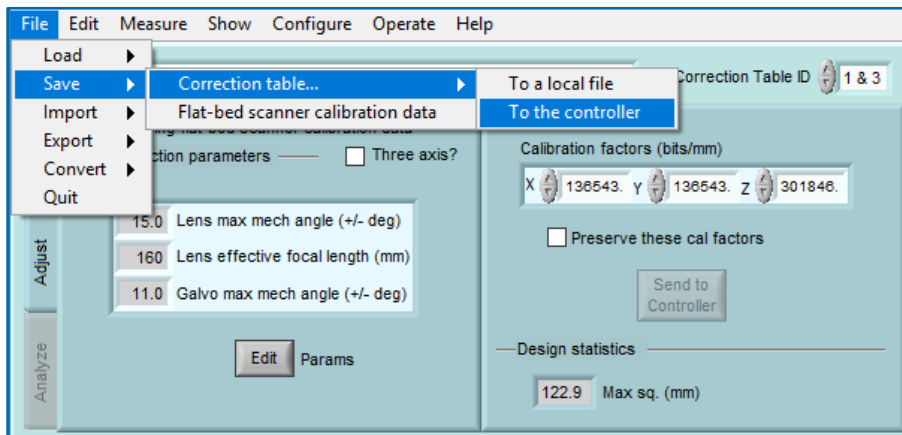 File Edit Measure Show Configure Operate Help
Load
Save Correction table... To a local file Correction Table ID 1 & 3
Import Flat-bed scanner calibration data To the controller
Export
Convert
Quit
parameters Three axis?
15.0 Lens max mech angle (+/- deg)
160 Lens effective focal length (mm)
11.0 Galvo max mech angle (+/- deg)
Edit Params
Adjust
Analyze
Calibration factors (bits/mm)
X 136543. Y 136543. Z 301846.
Preserve these cal factors
Send to
Controller
Design statistics
122.9 Max sq. (mm)